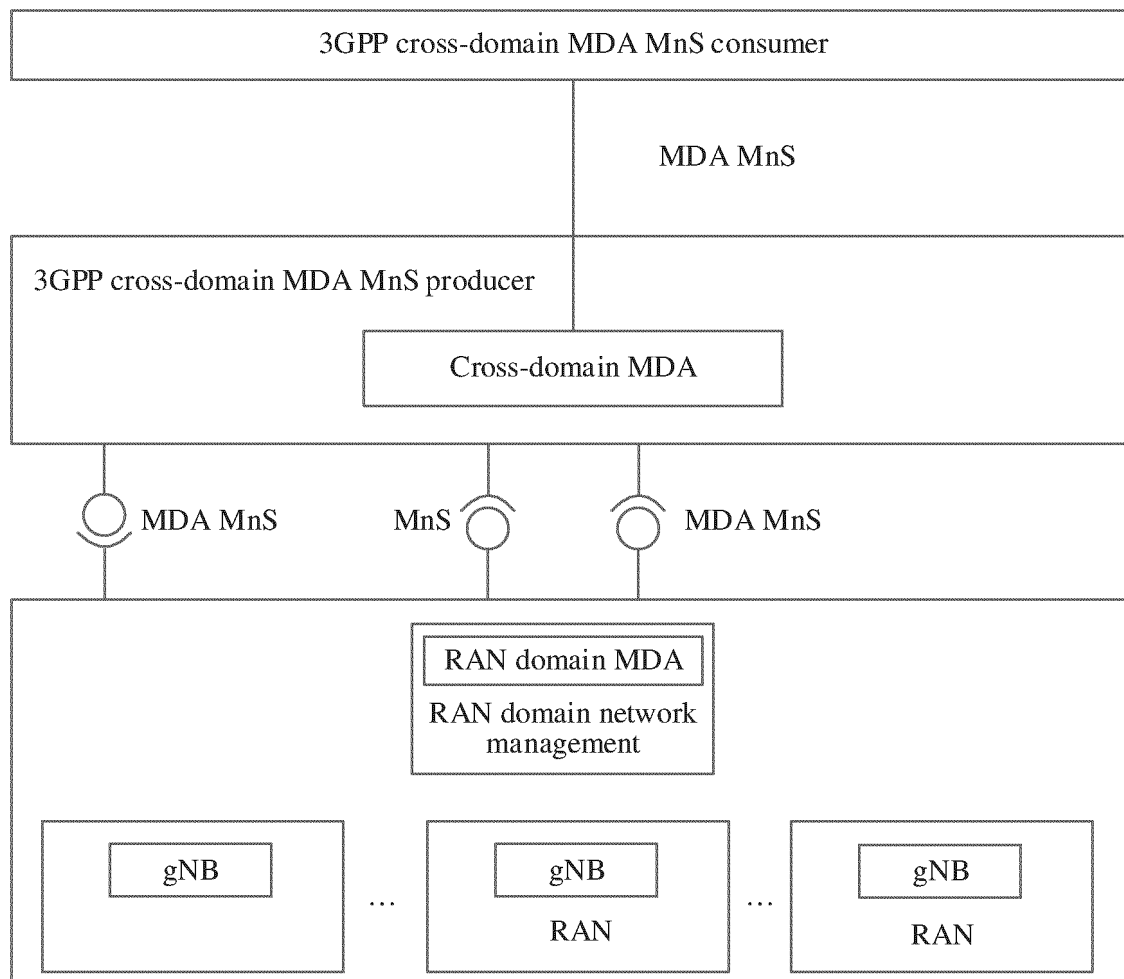 3GPP cross-domain MDA MnS consumer
MDA MnS
3GPP cross-domain MDA MnS producer
Cross-domain MDA
MDA MnS
MnS
MDA MnS
RAN domain MDA
RAN domain network
management
gNB
...
gNB
RAN
...
gNB
RAN